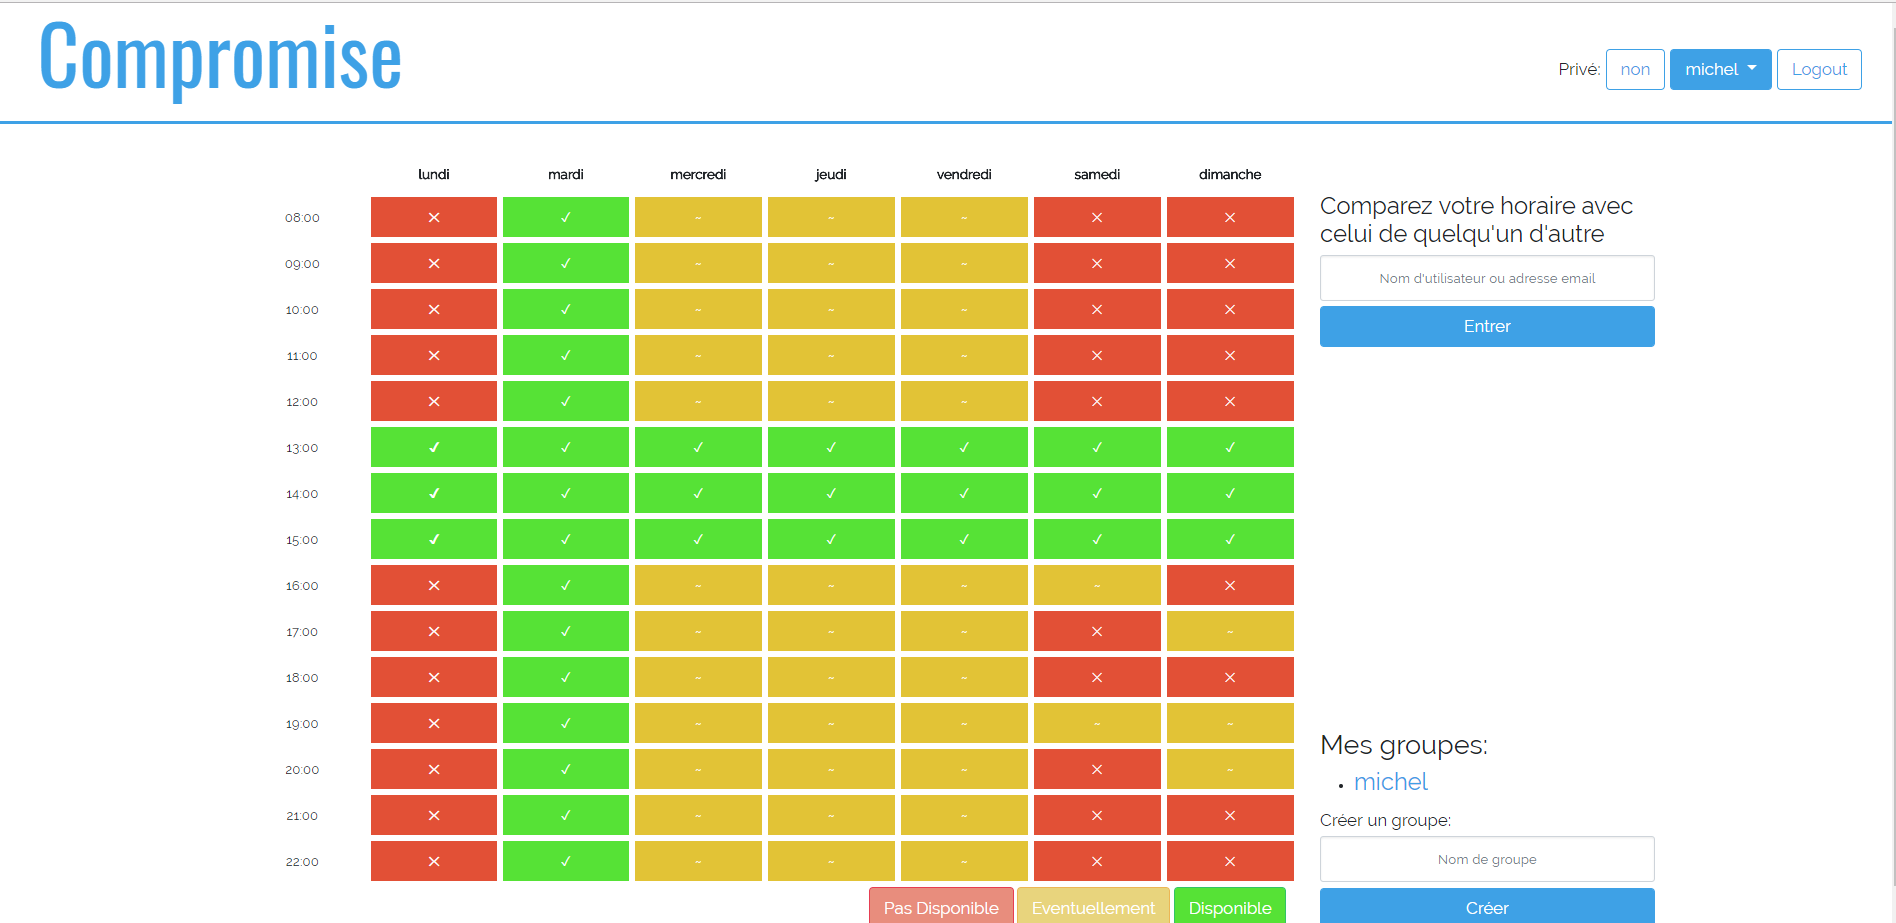 Compromise
Privé: non michel Logout
lundi mardi mercredi jeudi vendredi samedi dimanche
08:00 ✕ ✓ ~ ~ ~ ✕ ✕
09:00 ✕ ✓ ~ ~ ~ ✕ ✕
10:00 ✕ ✓ ~ ~ ~ ✕ ✕
11:00 ✕ ✓ ~ ~ ~ ✕ ✕
12:00 ✕ ✓ ~ ~ ~ ✕ ✕
13:00 ✓ ✓ ✓ ✓ ✓ ✓ ✓
14:00 ✓ ✓ ✓ ✓ ✓ ✓ ✓
15:00 ✓ ✓ ✓ ✓ ✓ ✓ ✓
16:00 ✕ ✓ ~ ~ ~ ~ ✕
17:00 ✕ ✓ ~ ~ ~ ✕ ~
18:00 ✕ ✓ ~ ~ ~ ✕ ✕
19:00 ✕ ✓ ~ ~ ~ ~ ~
20:00 ✕ ✓ ~ ~ ~ ✕ ~
21:00 ✕ ✓ ~ ~ ~ ✕ ✕
22:00 ✕ ✓ ~ ~ ~ ✕ ✕
Pas Disponible Eventuellement Disponible
Comparez votre horaire avec
celui de quelqu'un d'autre
Nom d'utilisateur ou adresse email
Entrer
Mes groupes:
• michel
Créer un groupe:
Nom de groupe
Créer